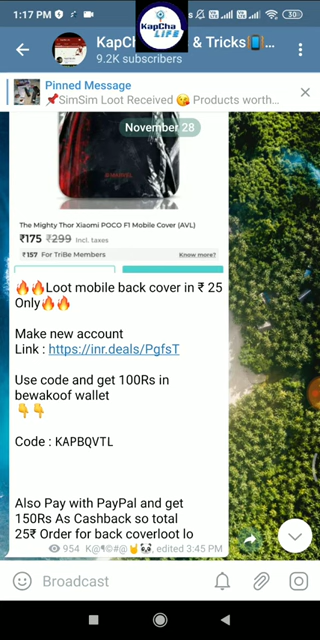 1:17 PM
30
KapCha
LIFE
KapCh
& Tricks📱...
9.2K subscribers
Pinned Message
📌SimSim Loot Received 😘 Products worth...
November 28
MARVEL
The Mighty Thor Xiaomi POCO F1 Mobile Cover (AVL)
₹175 ₹299 Incl. taxes
₹157 For TriBe Members Know more?
🔥🔥Loot mobile back cover in ₹ 25
Only🔥🔥
Make new account
Link : https://inr.deals/PgfsT
Use code and get 100Rs in
bewakoof wallet
👇👇
Code : KAPBQVTL
Also Pay with PayPal and get
150Rs As Cashback so total
25₹ Order for back coverloot lo
954 K@¶©#@🤘🐼, edited 3:45 PM
Broadcast